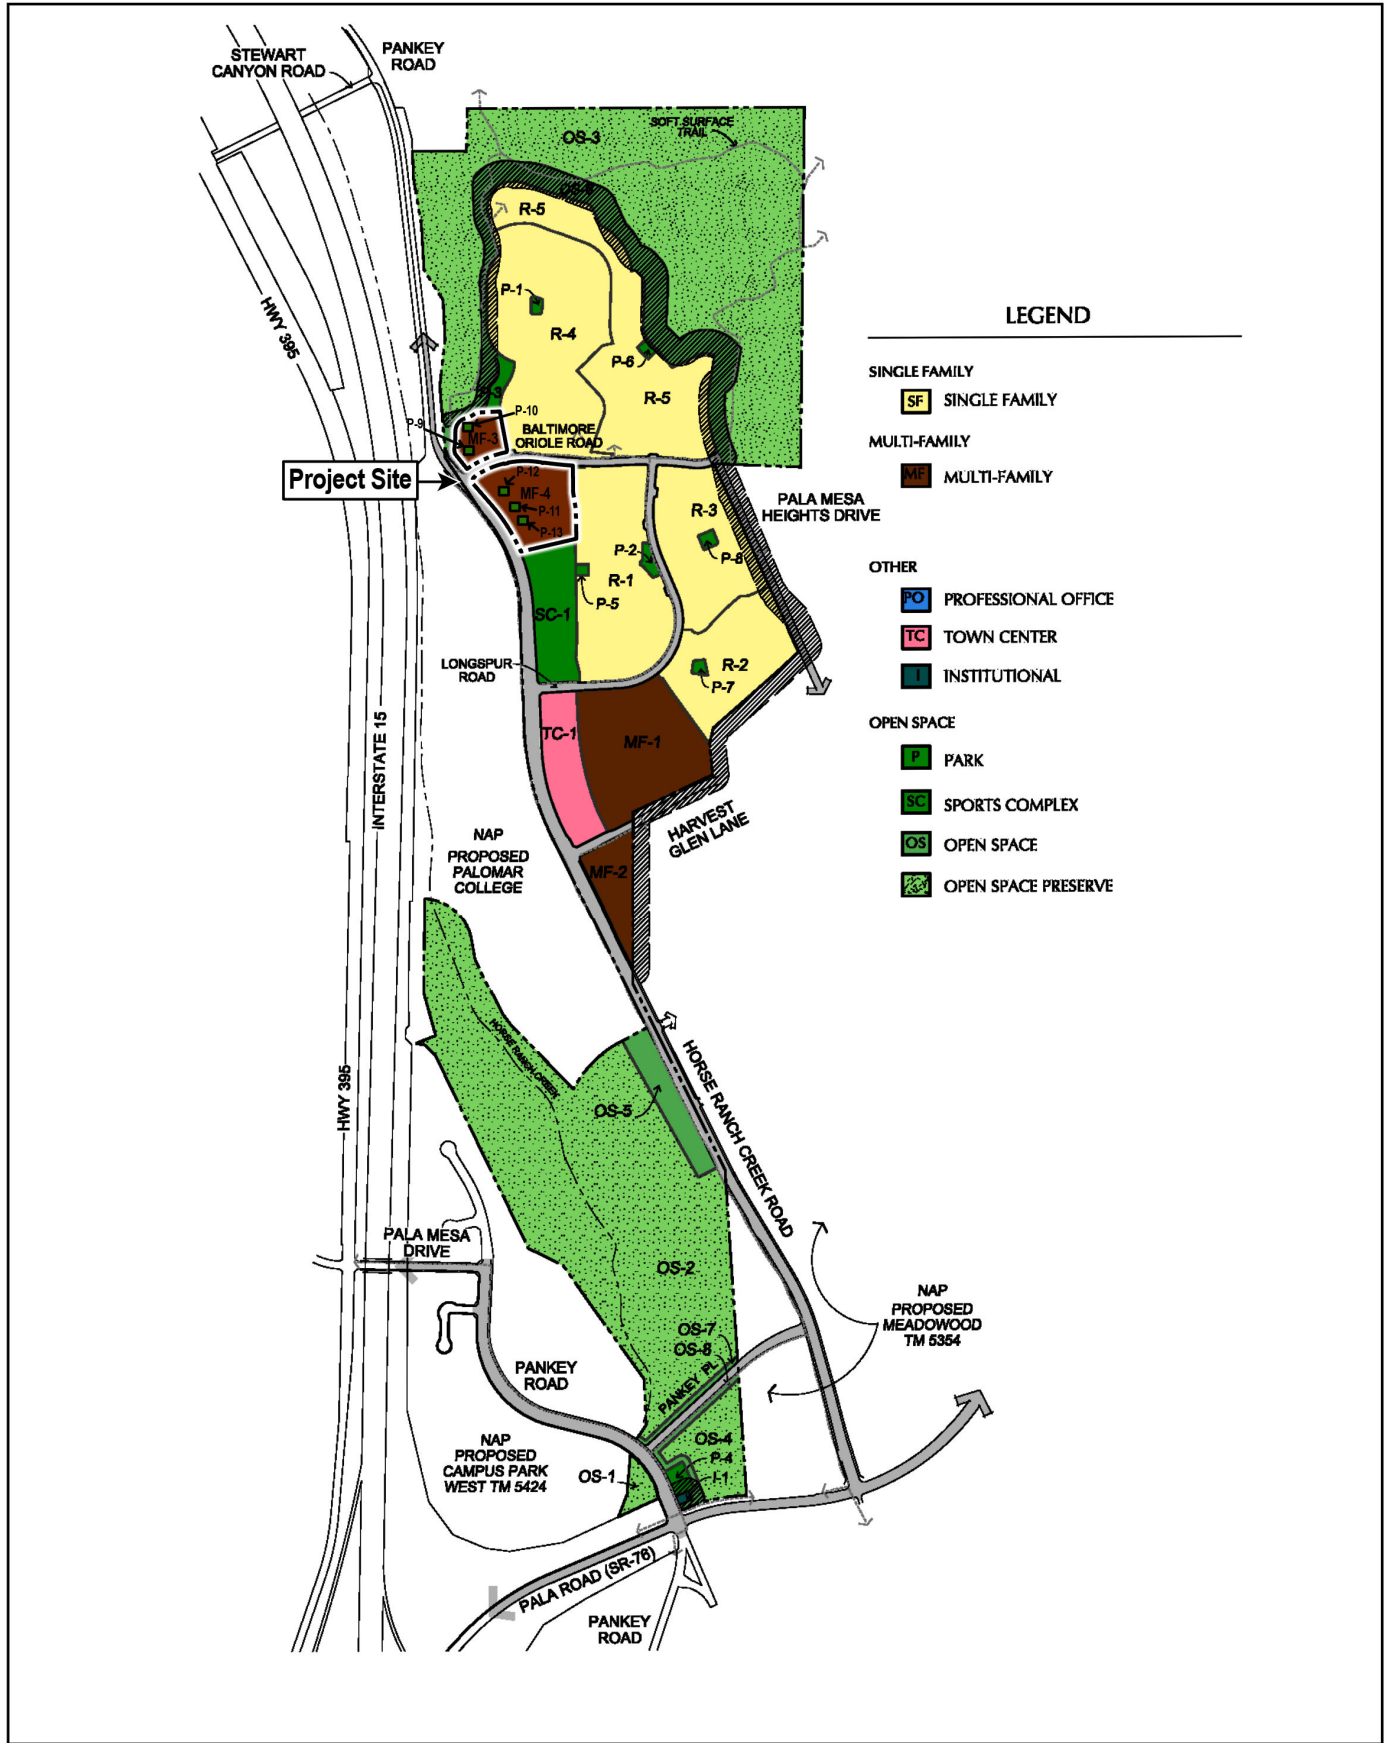 STEWART
CANYON ROAD
PANKEY
ROAD
SOFT SURFACE
TRAIL
OS-3
R-5
P-1
R-4
P-6
R-5
HWY 395
P-10
P-9
MF-3
BALTIMORE
ORIOLE ROAD
Project Site
P-12
MF-4
P-11
P-13
PALA MESA
HEIGHTS DRIVE
R-3
P-8
P-2
R-1
P-5
SC-1
LONGSPUR
ROAD
R-2
P-7
TC-1
MF-1
INTERSTATE 15
HARVEST
GLEN LANE
NAP
PROPOSED
PALOMAR
COLLEGE
MF-2
HORSE RANCH CREEK
HORSE RANCH CREEK ROAD
OS-5
HWY 395
PALA MESA
DRIVE
OS-2
NAP
PROPOSED
MEADOWOOD
TM 5354
OS-7
OS-8
PANKEY PL
PANKEY
ROAD
OS-4
P-4
I-1
OS-1
NAP
PROPOSED
CAMPUS PARK
WEST TM 5424
PALA ROAD (SR-76)
PANKEY
ROAD
LEGEND
SINGLE FAMILY
SF SINGLE FAMILY
MULTI-FAMILY
MF MULTI-FAMILY
OTHER
PO PROFESSIONAL OFFICE
TC TOWN CENTER
I INSTITUTIONAL
OPEN SPACE
P PARK
SC SPORTS COMPLEX
OS OPEN SPACE
OPEN SPACE PRESERVE